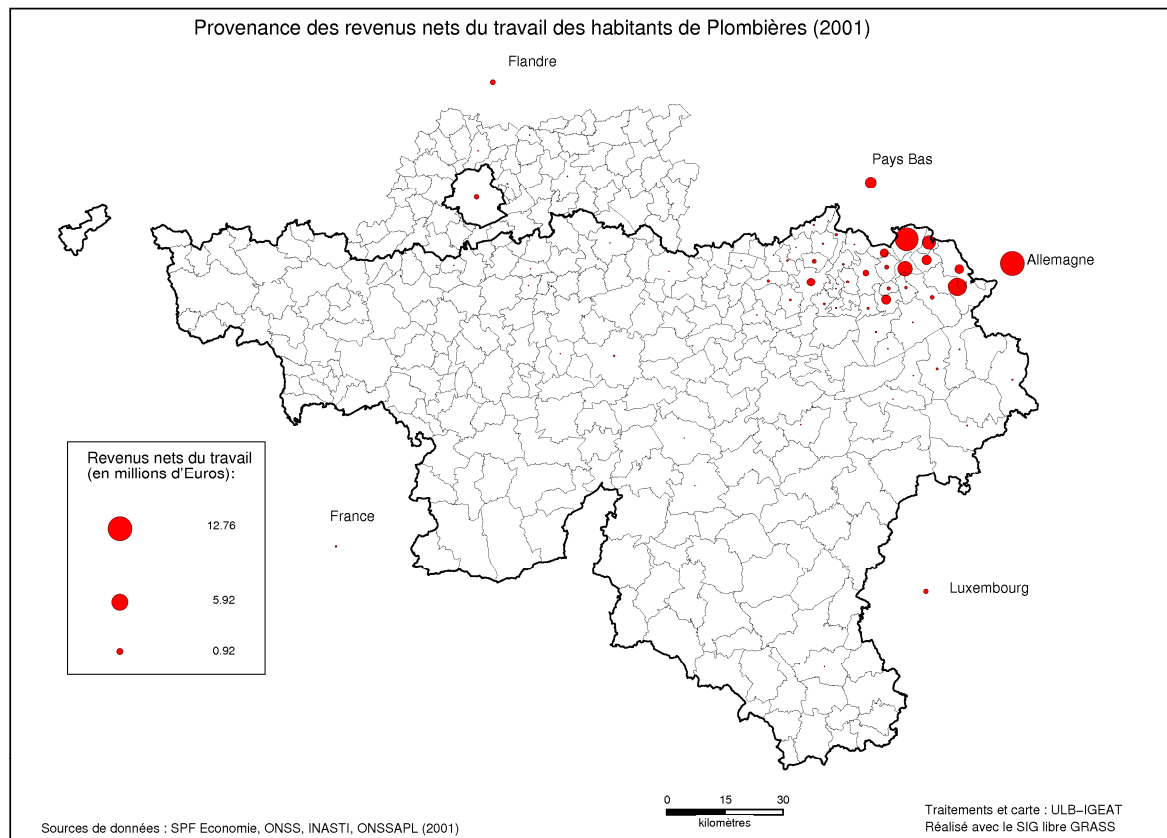 Provenance des revenus nets du travail des habitants de Plombières (2001)
Flandre
Pays Bas
Allemagne
Revenus nets du travail
(en millions d'Euros):
12.76
5.92
0.92
France
Luxembourg
0 15 30
kilomètres
Sources de données : SPF Economie, ONSS, INASTI, ONSSAPL (2001)
Traitements et carte : ULB–IGEAT
Réalisé avec le SIG libre GRASS